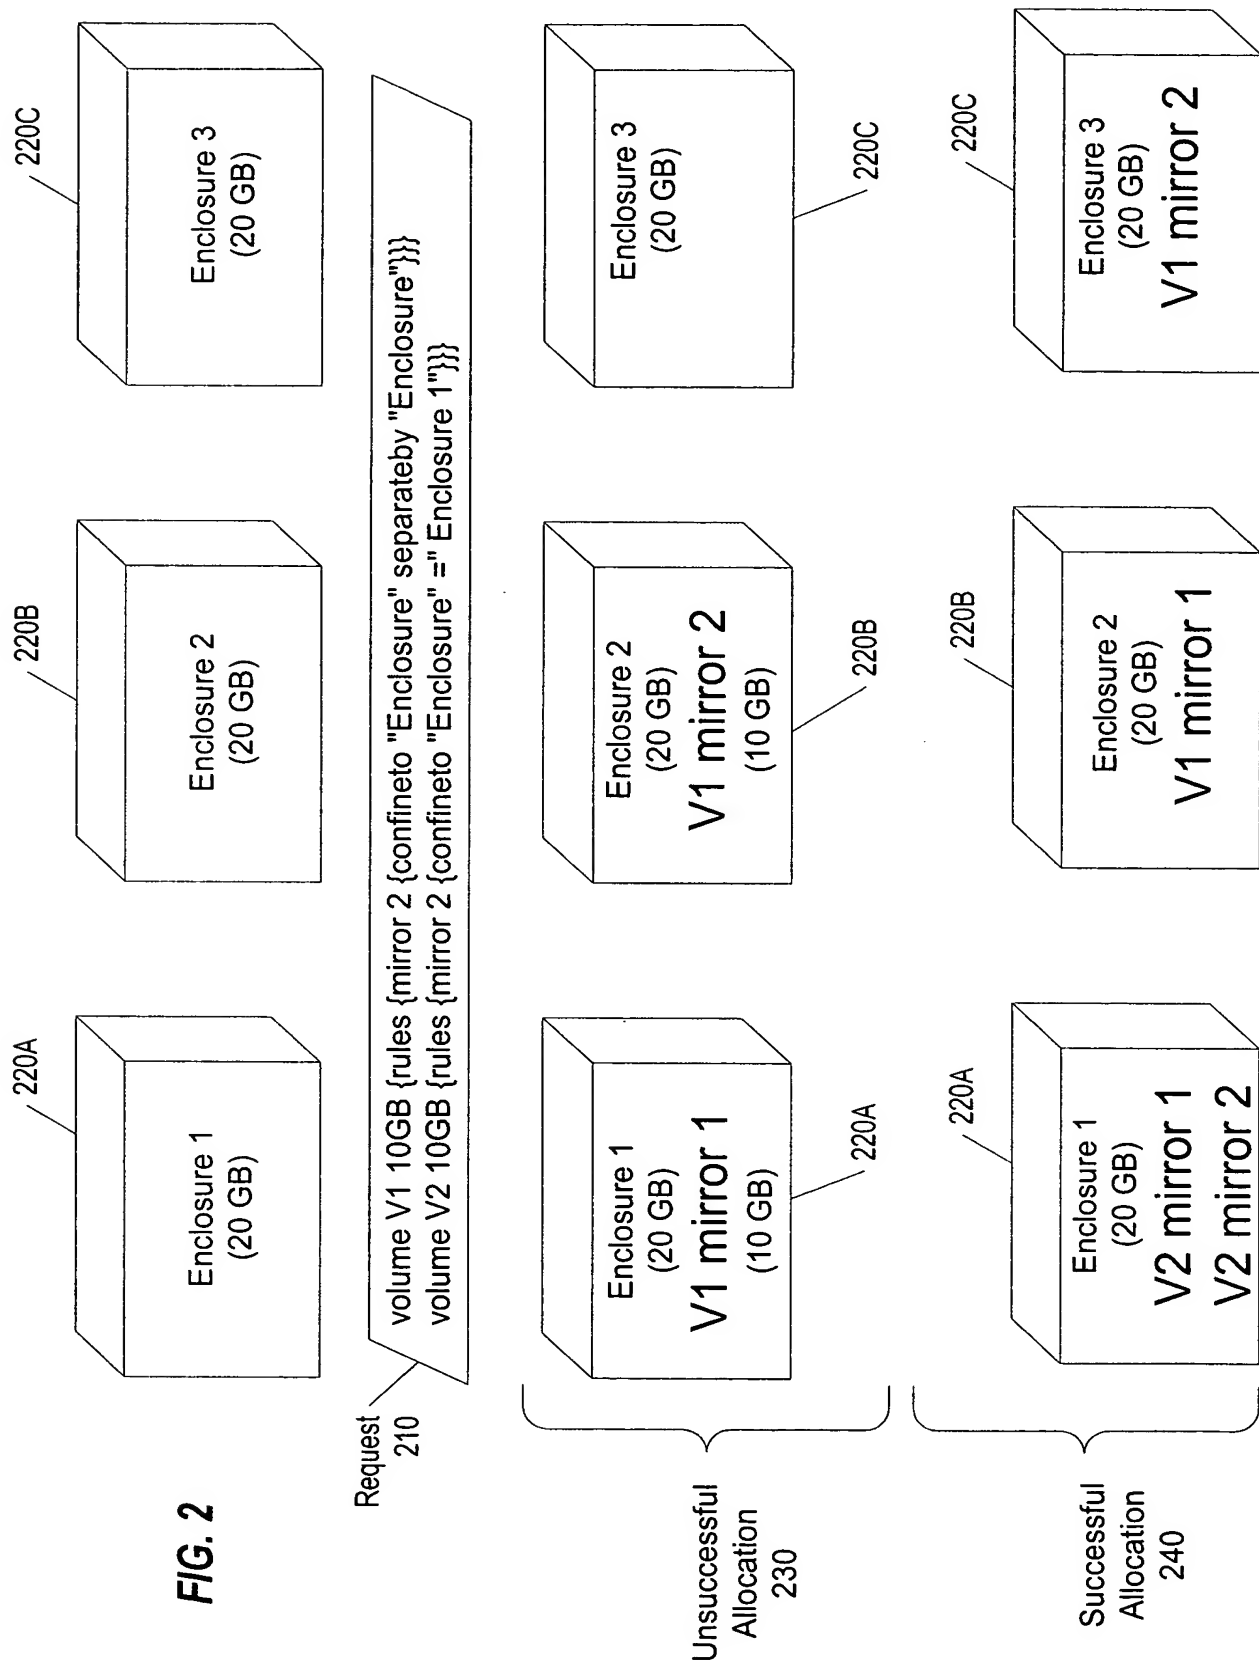 FIG. 2
220A
Enclosure 1
(20 GB)
220B
Enclosure 2
(20 GB)
220C
Enclosure 3
(20 GB)
Request
210
volume V1 10GB {rules {mirror 2 {confineto "Enclosure" separateby "Enclosure"}}}
volume V2 10GB {rules {mirror 2 {confineto "Enclosure" =" Enclosure 1"}}}
Unsuccessful
Allocation
230
Enclosure 1
(20 GB)
V1 mirror 1
(10 GB)
220A
Enclosure 2
(20 GB)
V1 mirror 2
(10 GB)
220B
Enclosure 3
(20 GB)
220C
Successful
Allocation
240
220A
Enclosure 1
(20 GB)
V2 mirror 1
V2 mirror 2
220B
Enclosure 2
(20 GB)
V1 mirror 1
220C
Enclosure 3
(20 GB)
V1 mirror 2